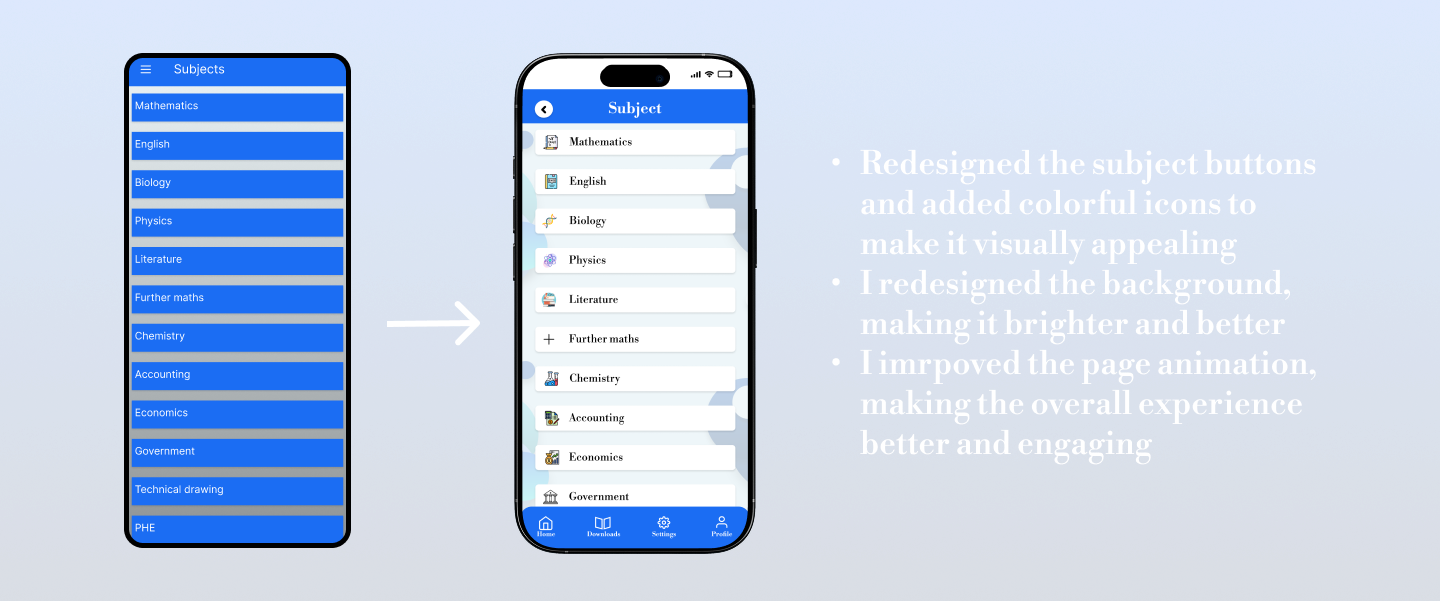 Subjects
Mathematics
English
Biology
Physics
Literature
Further maths
Chemistry
Accounting
Economics
Government
Technical drawing
PHE
Subject
Mathematics
English
Biology
Physics
Literature
Further maths
Chemistry
Accounting
Economics
Government
Home Downloads Settings Profile
• Redesigned the subject buttons
and added colorful icons to
make it visually appealing
• I redesigned the background,
making it brighter and better
• I imrpoved the page animation,
making the overall experience
better and engaging